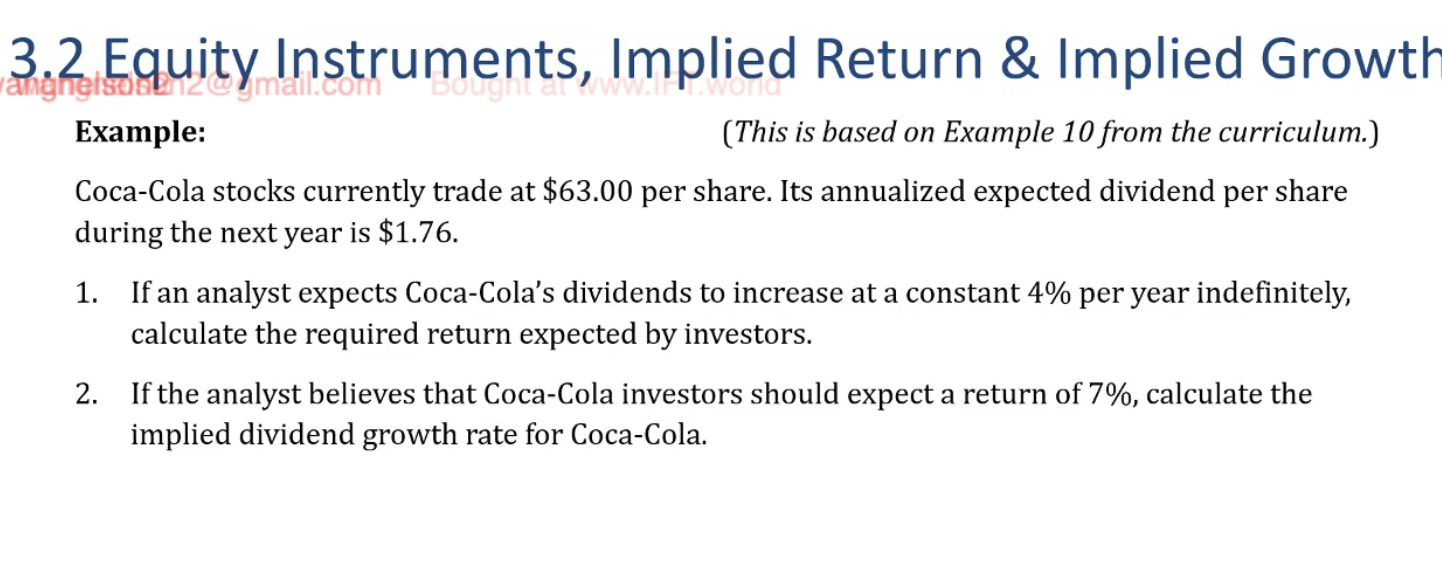 3.2 Equity Instruments, Implied Return & Implied Growth
@gmail.com Bought at www.IFT.world
Example: (This is based on Example 10 from the curriculum.)
Coca-Cola stocks currently trade at $63.00 per share. Its annualized expected dividend per share
during the next year is $1.76.
1. If an analyst expects Coca-Cola’s dividends to increase at a constant 4% per year indefinitely,
calculate the required return expected by investors.
2. If the analyst believes that Coca-Cola investors should expect a return of 7%, calculate the
implied dividend growth rate for Coca-Cola.